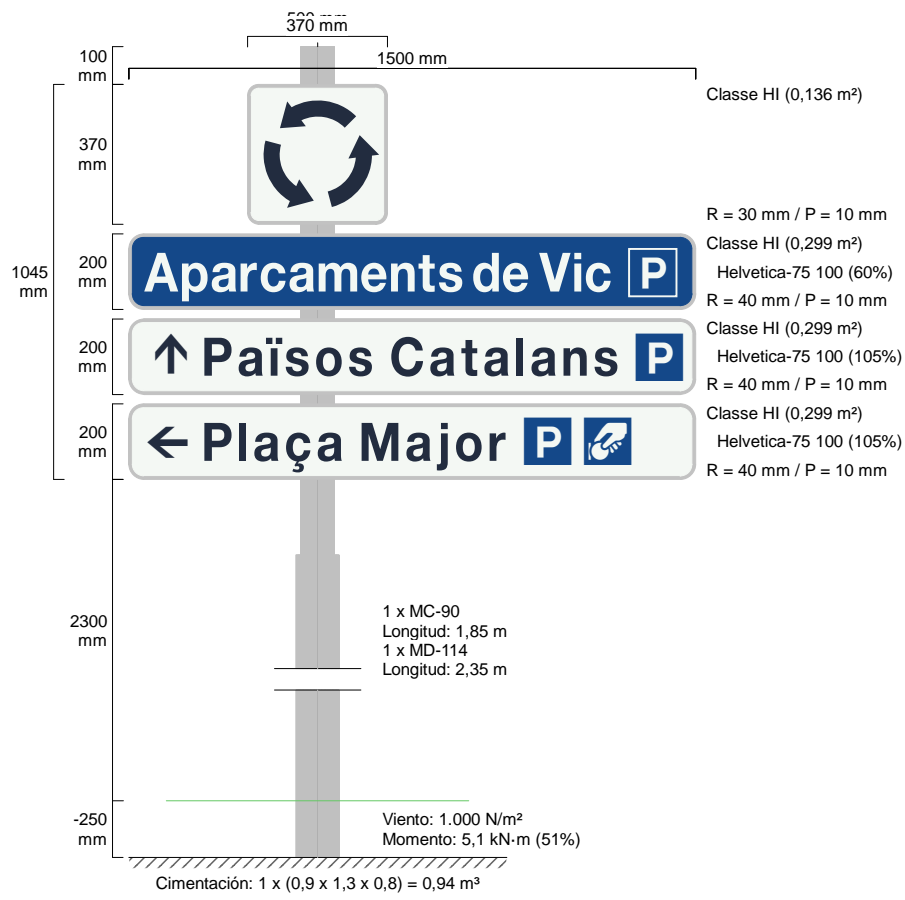 370 mm
100
mm
1500 mm
Classe HI (0,136 m²)
370
mm
R = 30 mm / P = 10 mm
1045
mm
200
mm
Aparcaments de Vic P
Classe HI (0,299 m²)
Helvetica-75 100 (60%)
R = 40 mm / P = 10 mm
200
mm
Països Catalans P
Classe HI (0,299 m²)
Helvetica-75 100 (105%)
R = 40 mm / P = 10 mm
200
mm
Plaça Major P
Classe HI (0,299 m²)
Helvetica-75 100 (105%)
R = 40 mm / P = 10 mm
2300
mm
1 x MC-90
Longitud: 1,85 m
1 x MD-114
Longitud: 2,35 m
-250
mm
Viento: 1.000 N/m²
Momento: 5,1 kN·m (51%)
Cimentación: 1 x (0,9 x 1,3 x 0,8) = 0,94 m³